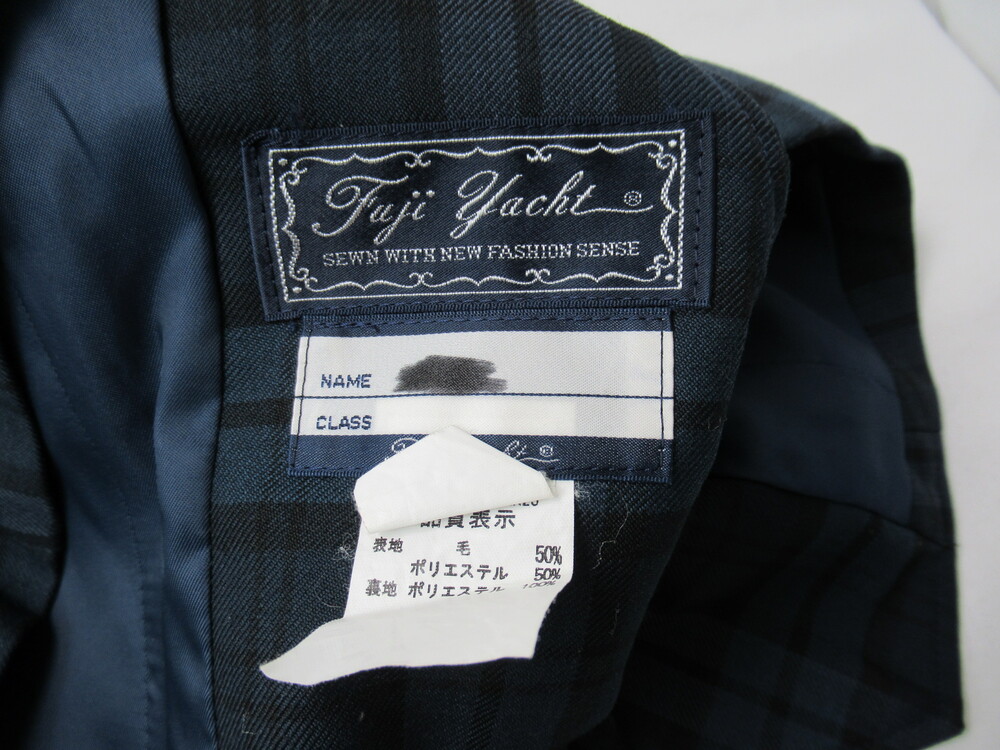 Fuji Yacht ®
SEWN WITH NEW FASHION SENSE
NAME
CLASS
®
品質表示
表地 毛 50%
ポリエステル 50%
裏地 ポリエステル 100%